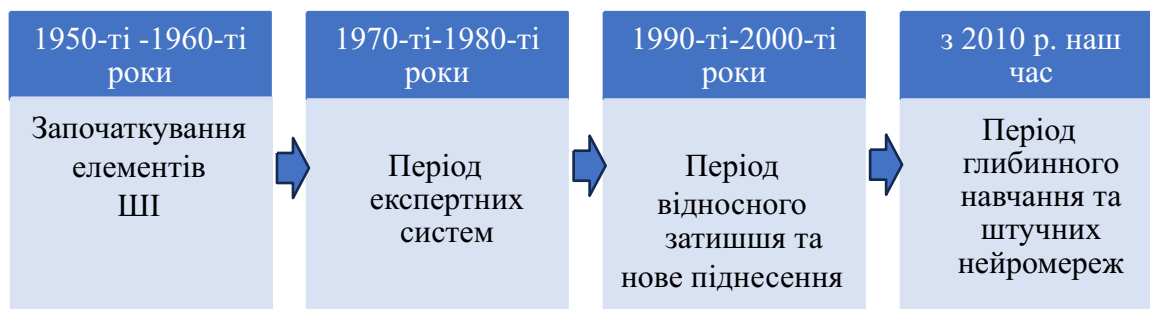 1950-ті -1960-ті
роки
Започаткування
елементів
ШІ
1970-ті-1980-ті
роки
Період
експертних
систем
1990-ті-2000-ті
роки
Період
відносного
затишшя та
нове піднесення
з 2010 р. наш
час
Період
глибинного
навчання та
штучних
нейромереж